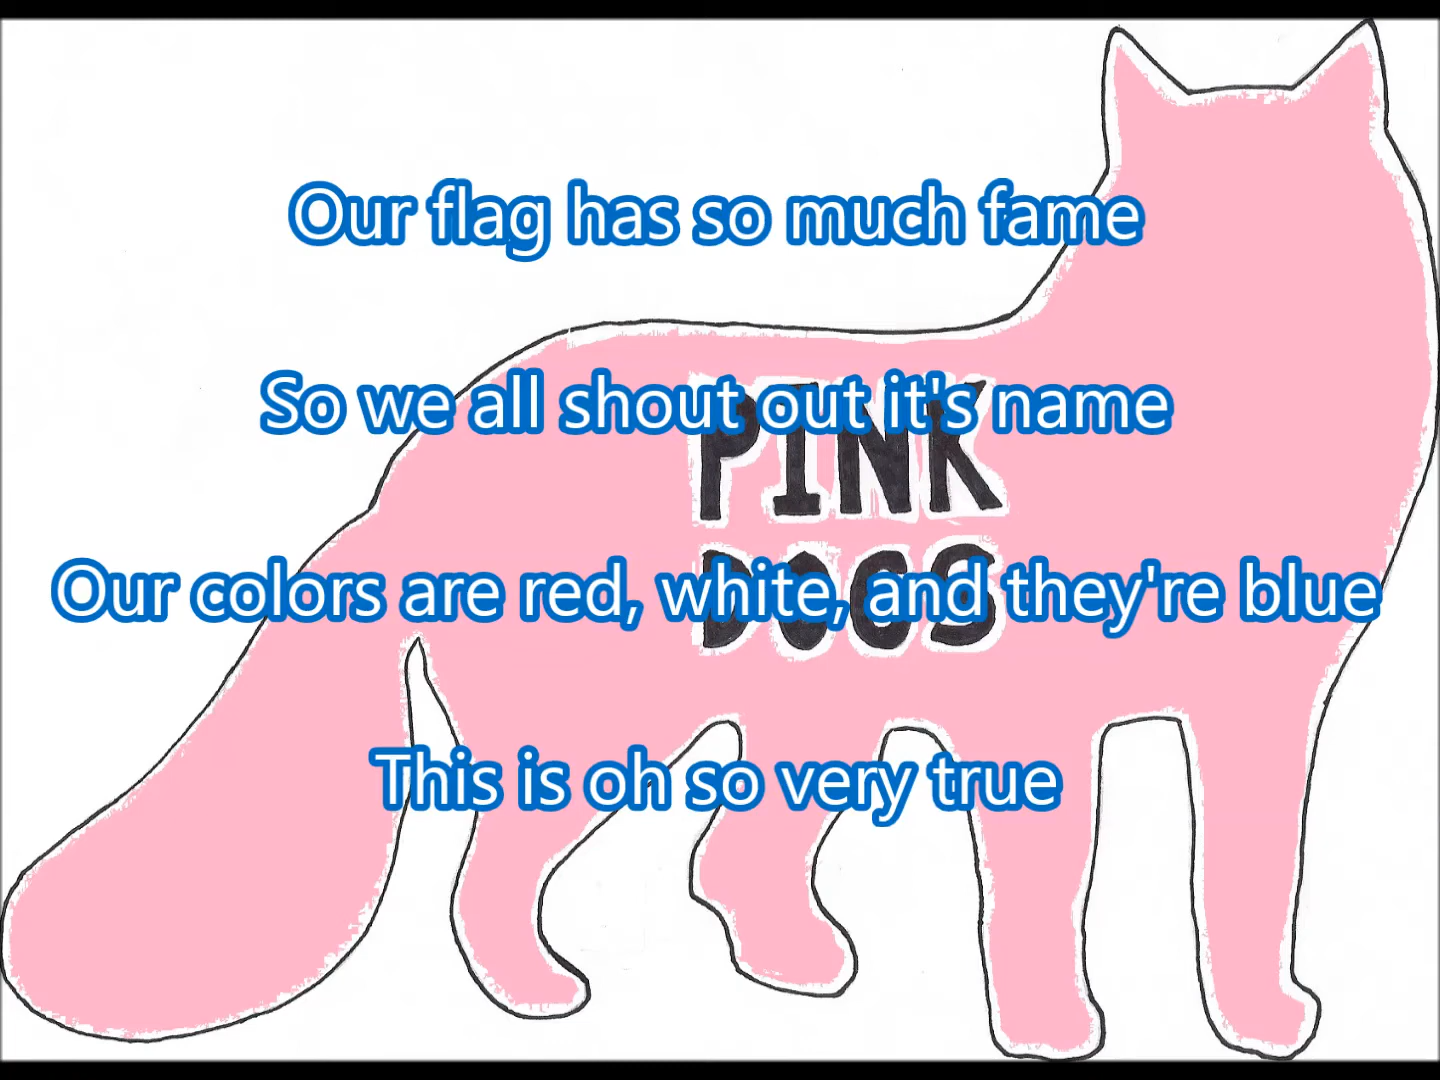 Our flag has so much fame
So we all shout out it's name
PINK
Our colors are red, white, and they're blue
DOGS
This is oh so very true